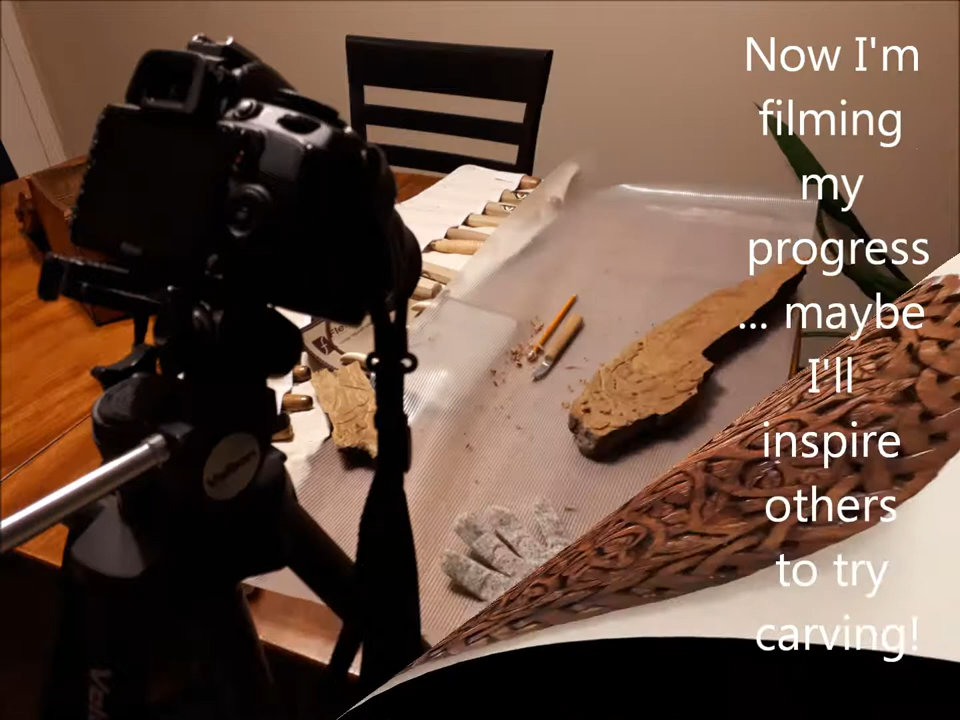 Now I'm
filming
my
progress
... maybe
I'll
inspire
others
to try
carving!